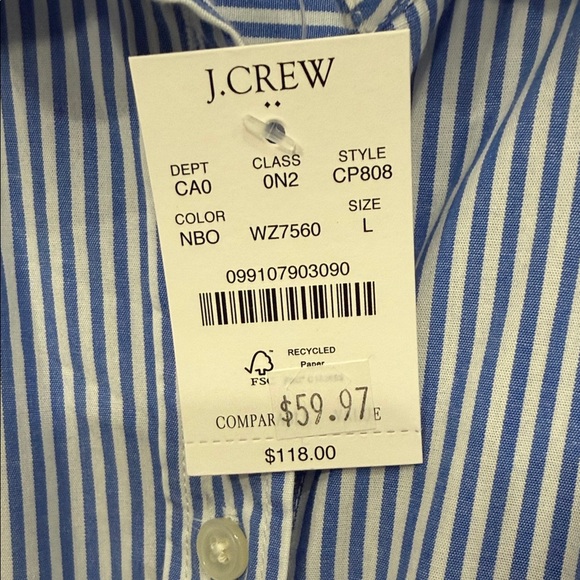 J.CREW
DEPT CLASS STYLE
CA0 0N2 CP808
COLOR SIZE
NBO WZ7560 L
099107903090
RECYCLED
Paper
FSC
COMPAR $59.97 E
$118.00